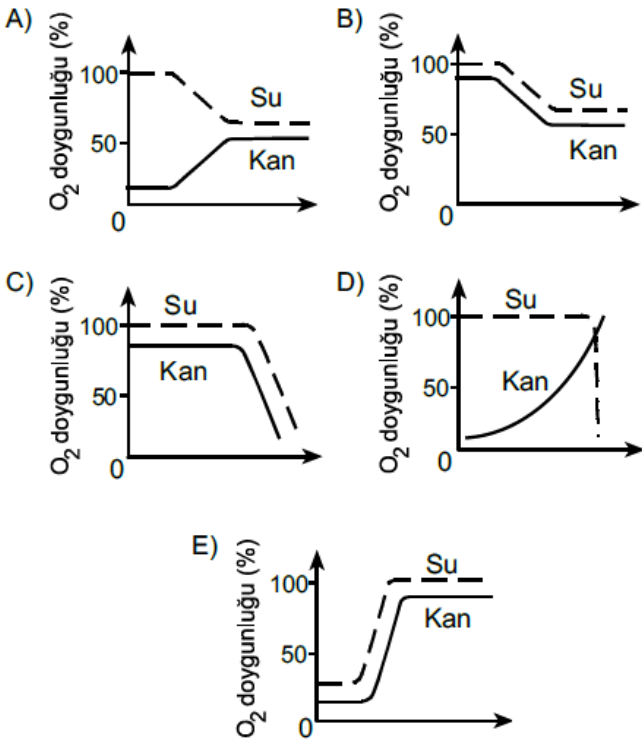 A)
O₂ doygunluğu (%)
100
50
0
Su
Kan
B)
O₂ doygunluğu (%)
100
50
0
Su
Kan
C)
O₂ doygunluğu (%)
100
50
0
Su
Kan
D)
O₂ doygunluğu (%)
100
50
0
Su
Kan
E)
O₂ doygunluğu (%)
100
50
0
Su
Kan